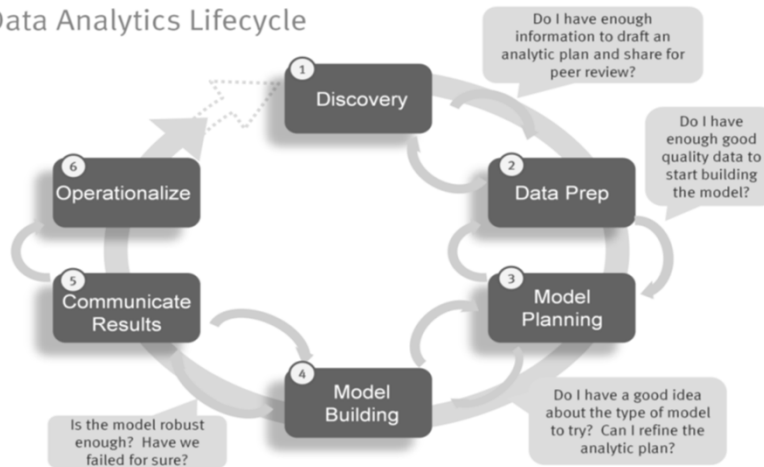 Data Analytics Lifecycle
Do I have enough
information to draft an
analytic plan and share for
peer review?
1
Discovery
Do I have
enough good
quality data to
start building
the model?
2
Data Prep
6
Operationalize
3
Model
Planning
5
Communicate
Results
4
Model
Building
Do I have a good idea
about the type of model
to try? Can I refine the
analytic plan?
Is the model robust
enough? Have we
failed for sure?